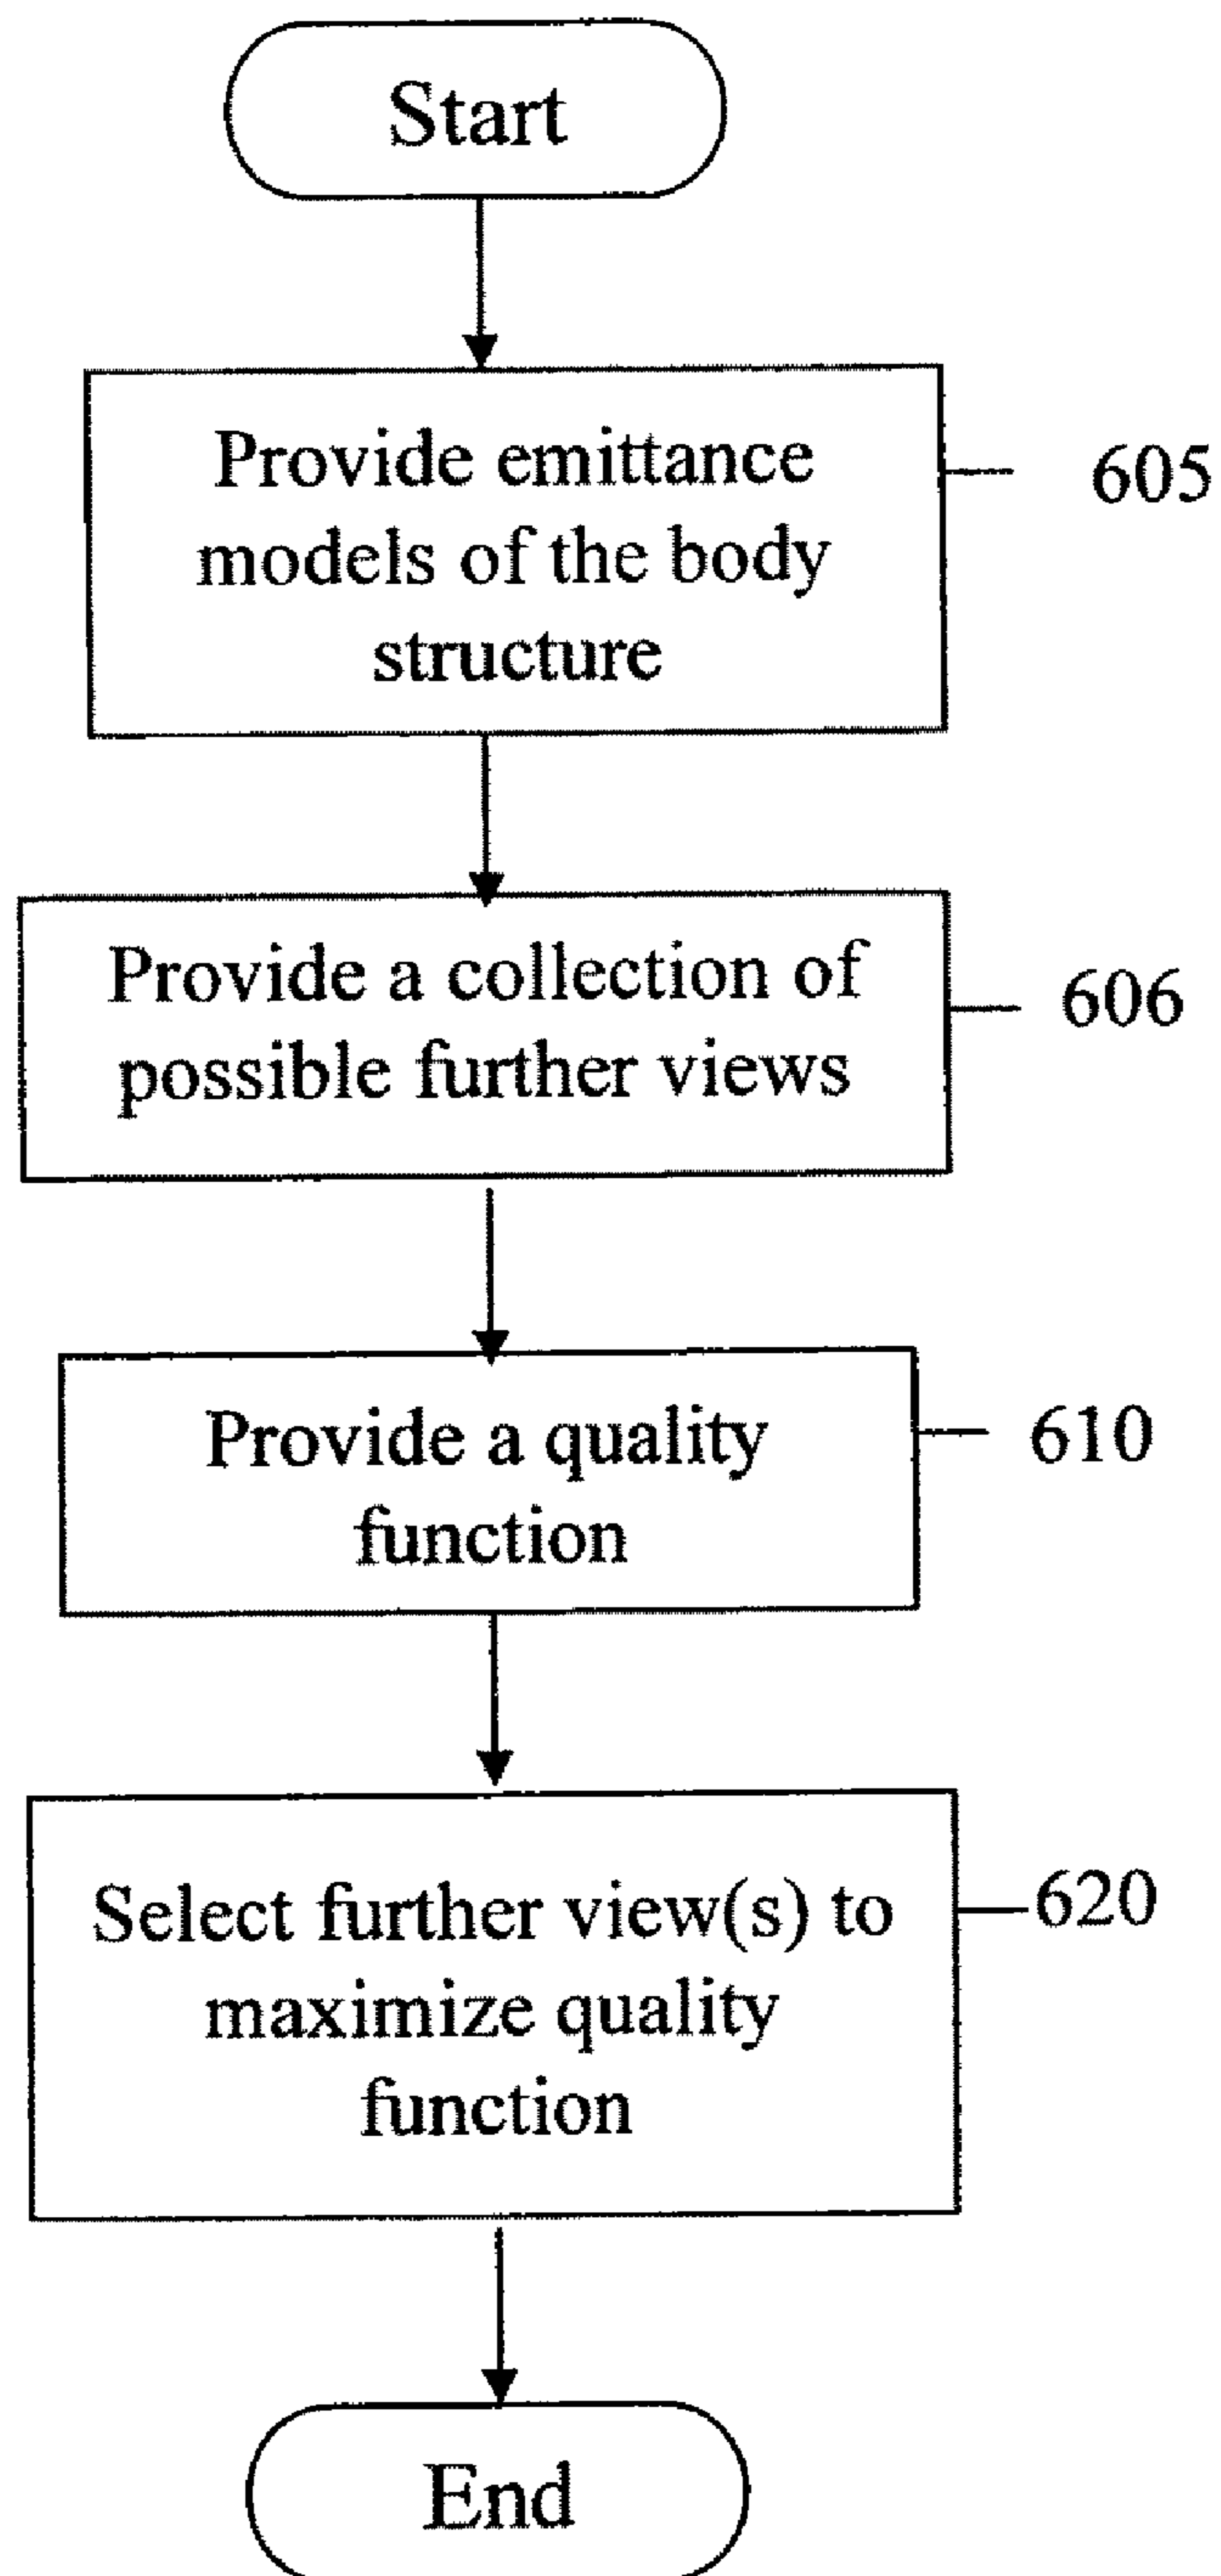 Start
Provide emittance
models of the body
structure
605
Provide a collection of
possible further views
606
Provide a quality
function
610
Select further view(s) to
maximize quality
function
620
End